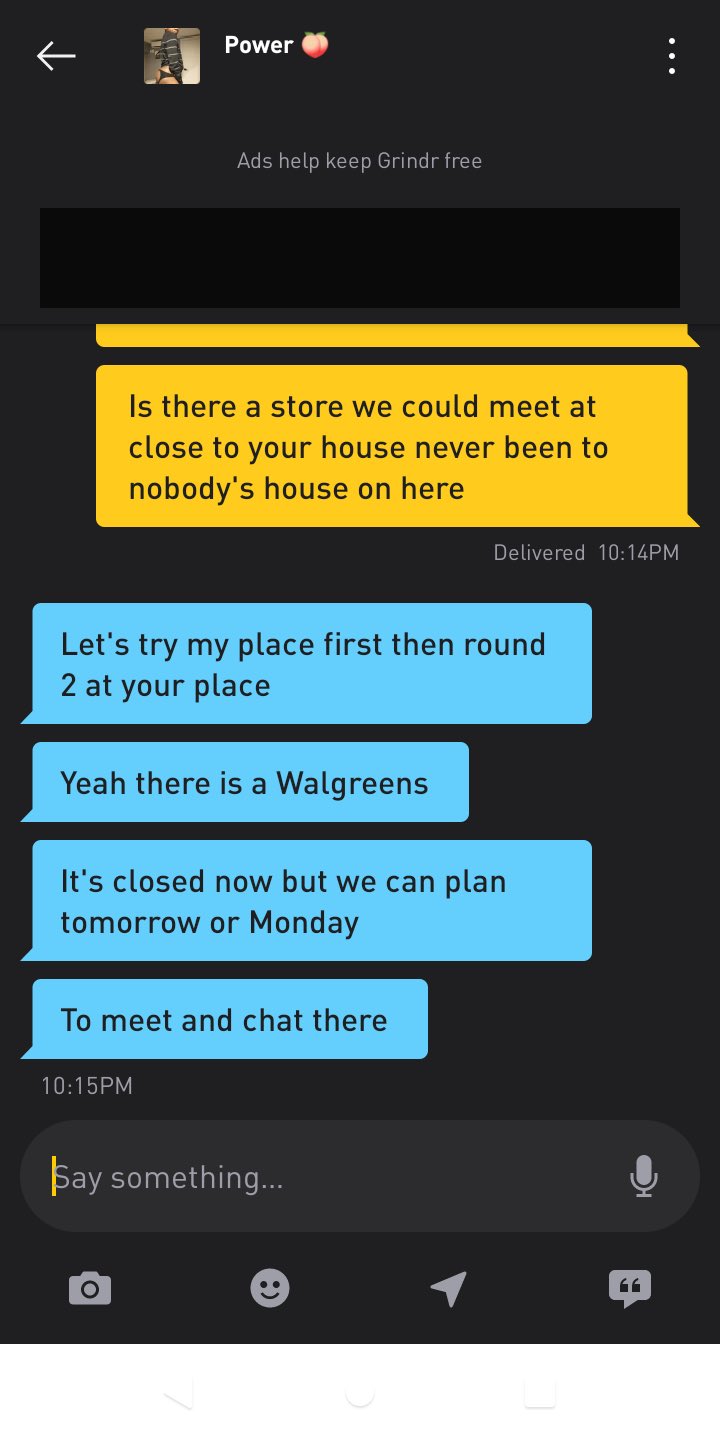 Power 🍑
Ads help keep Grindr free
Is there a store we could meet at
close to your house never been to
nobody's house on here
Delivered 10:14PM
Let's try my place first then round
2 at your place
Yeah there is a Walgreens
It's closed now but we can plan
tomorrow or Monday
To meet and chat there
10:15PM
Say something...